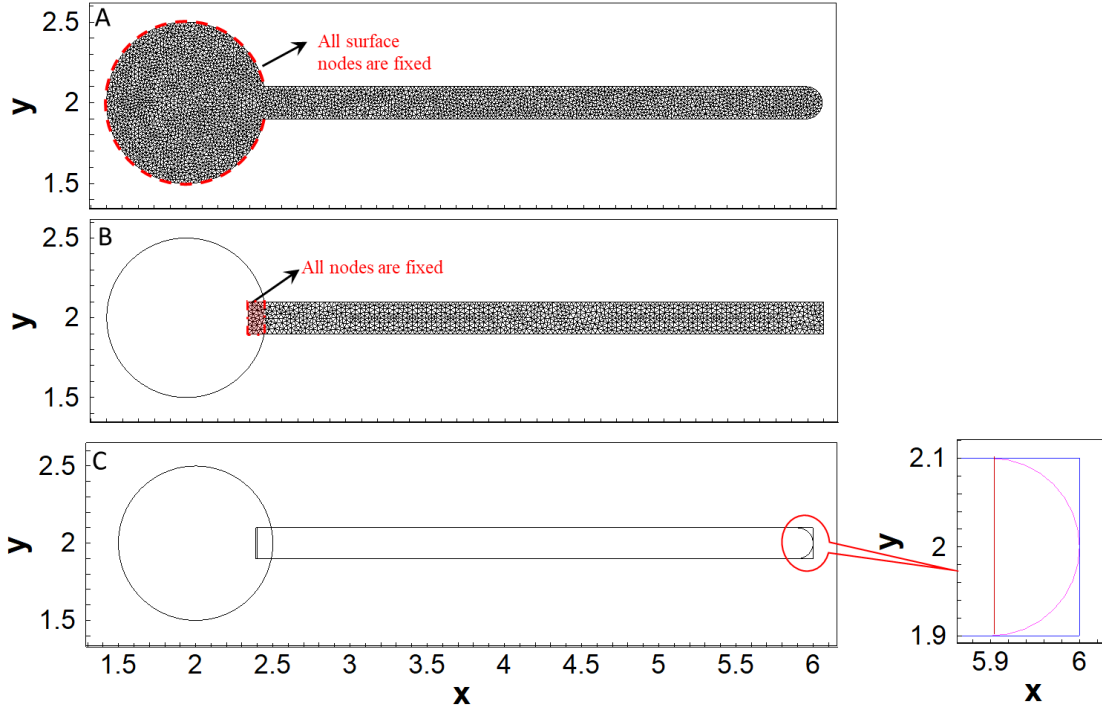 A
2.5
2
1.5
y
All surface
nodes are fixed
B
2.5
2
1.5
y
All nodes are fixed
C
2.5
2
1.5
y
1.5 2 2.5 3 3.5 4 4.5 5 5.5 6
x
2.1
2
1.9
y
5.9 6
x